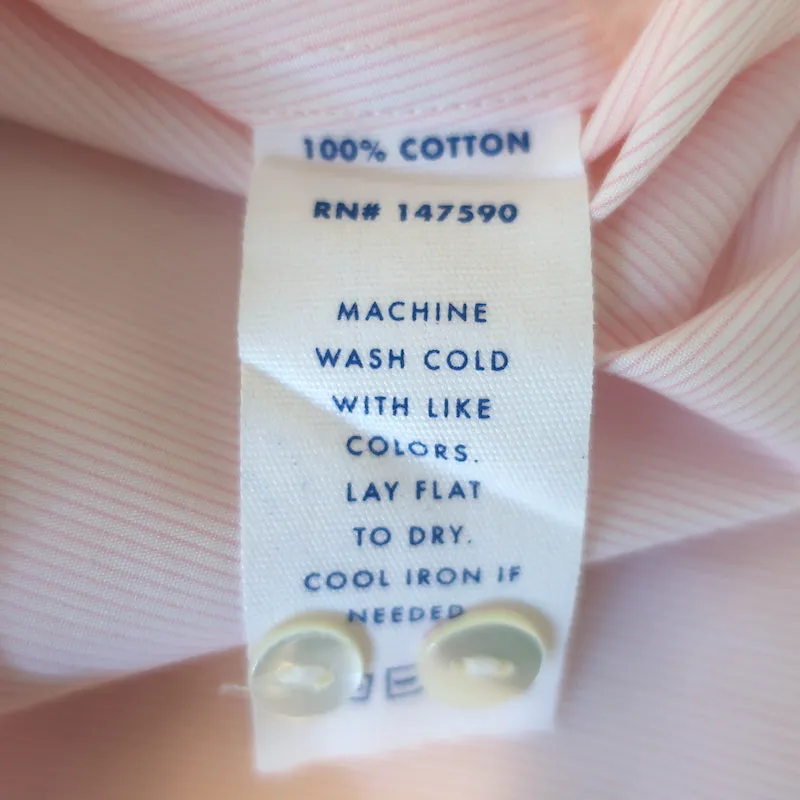 100% COTTON
RN# 147590
MACHINE
WASH COLD
WITH LIKE
COLORS.
LAY FLAT
TO DRY.
COOL IRON IF
NEEDED